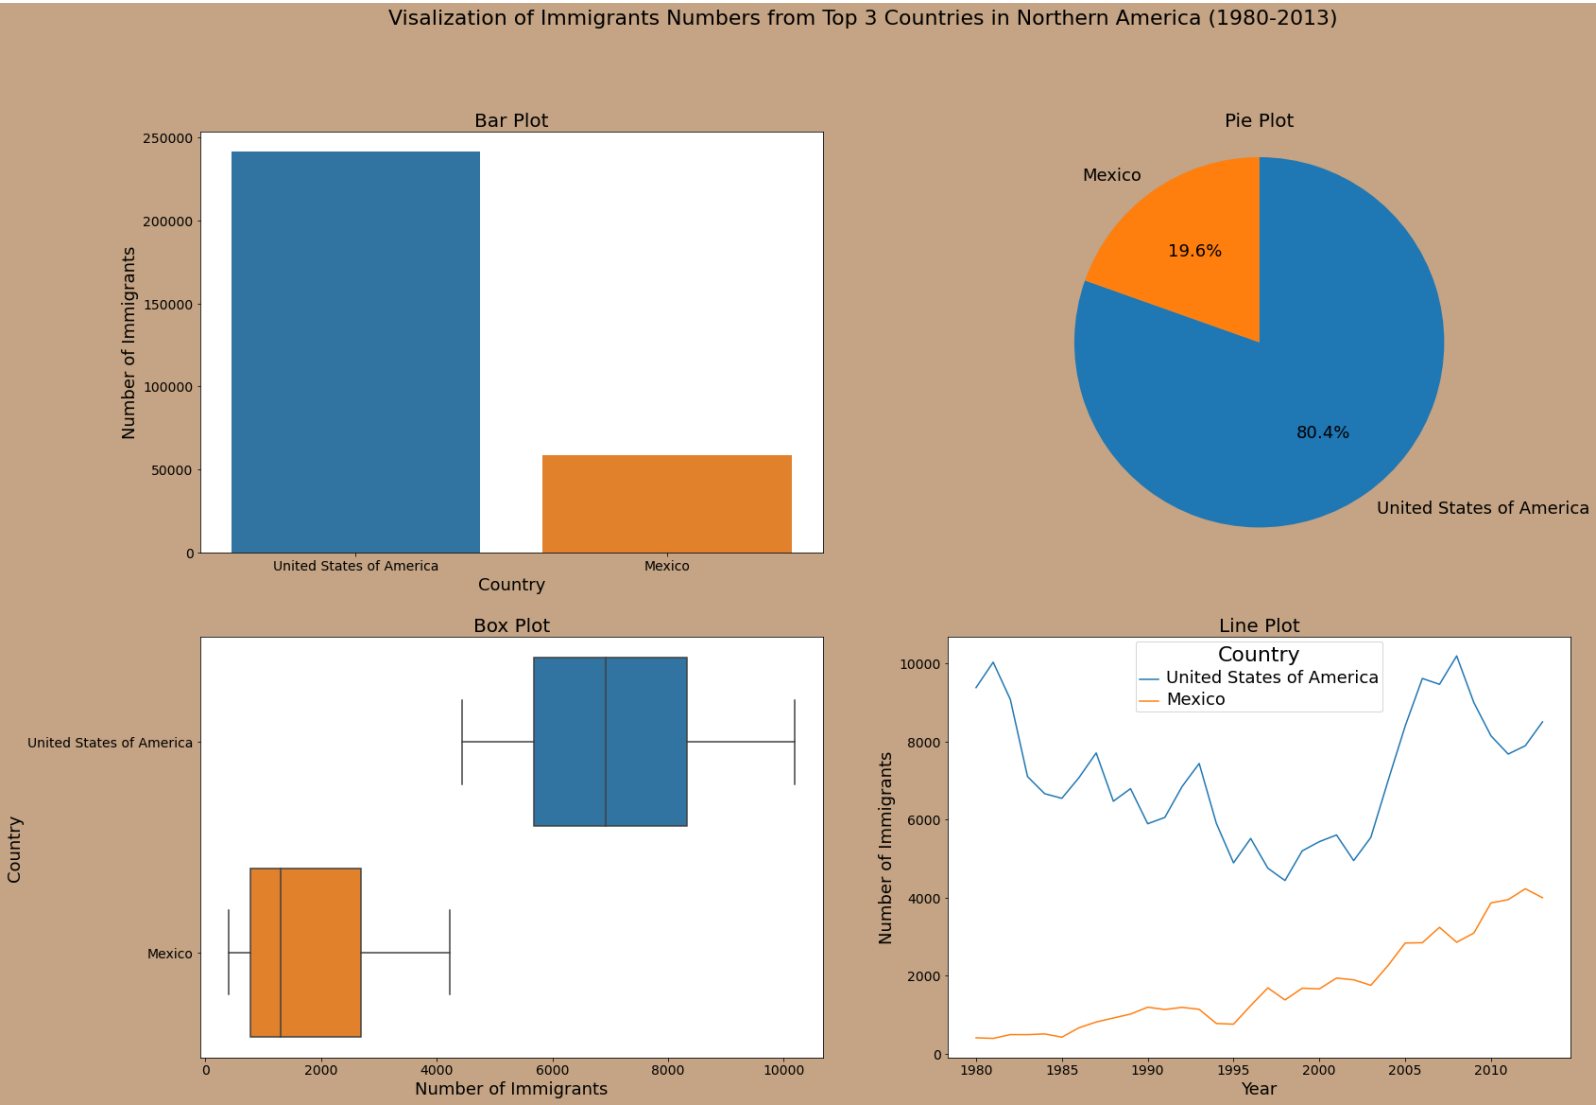 Visalization of Immigrants Numbers from Top 3 Countries in Northern America (1980-2013)
Bar Plot
250000
200000
150000
100000
50000
0
Number of Immigrants
United States of America
Mexico
Country
Pie Plot
Mexico
19.6%
80.4%
United States of America
Box Plot
United States of America
Mexico
Country
0
2000
4000
6000
8000
10000
Number of Immigrants
Line Plot
Country
United States of America
Mexico
10000
8000
6000
4000
2000
0
Number of Immigrants
1980
1985
1990
1995
2000
2005
2010
Year